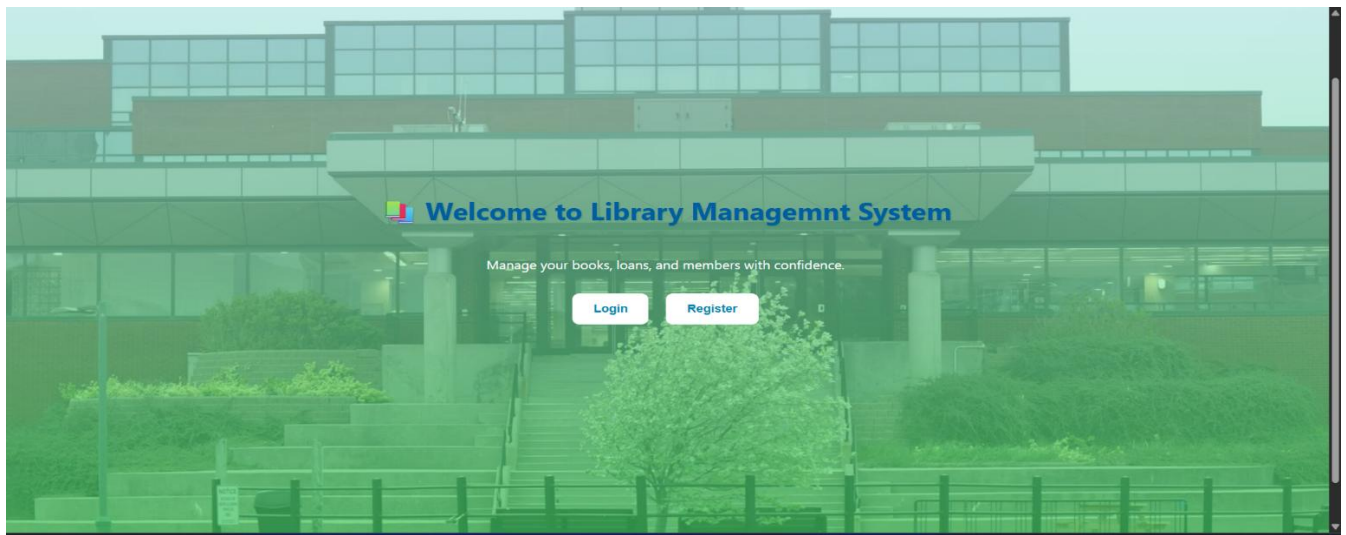 Welcome to Library Managemnt System
Manage your books, loans, and members with confidence.
Login Register